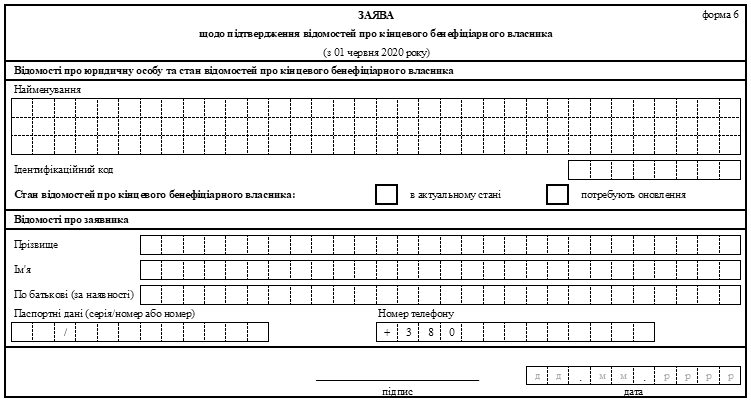 ЗАЯВА
форма 6
щодо підтвердження відомостей про кінцевого бенефіціарного власника
(з 01 червня 2020 року)
Відомості про юридичну особу та стан відомостей про кінцевого бенефіціарного власника
Найменування
Ідентифікаційний код
Стан відомостей про кінцевого бенефіціарного власника: в актуальному стані потребують оновлення
Відомості про заявника
Прізвище
Ім'я
По батькові (за наявності)
Паспортні дані (серія/номер або номер) Номер телефону
/ + 3 8 0
д д . м м . р р р р
підпис дата